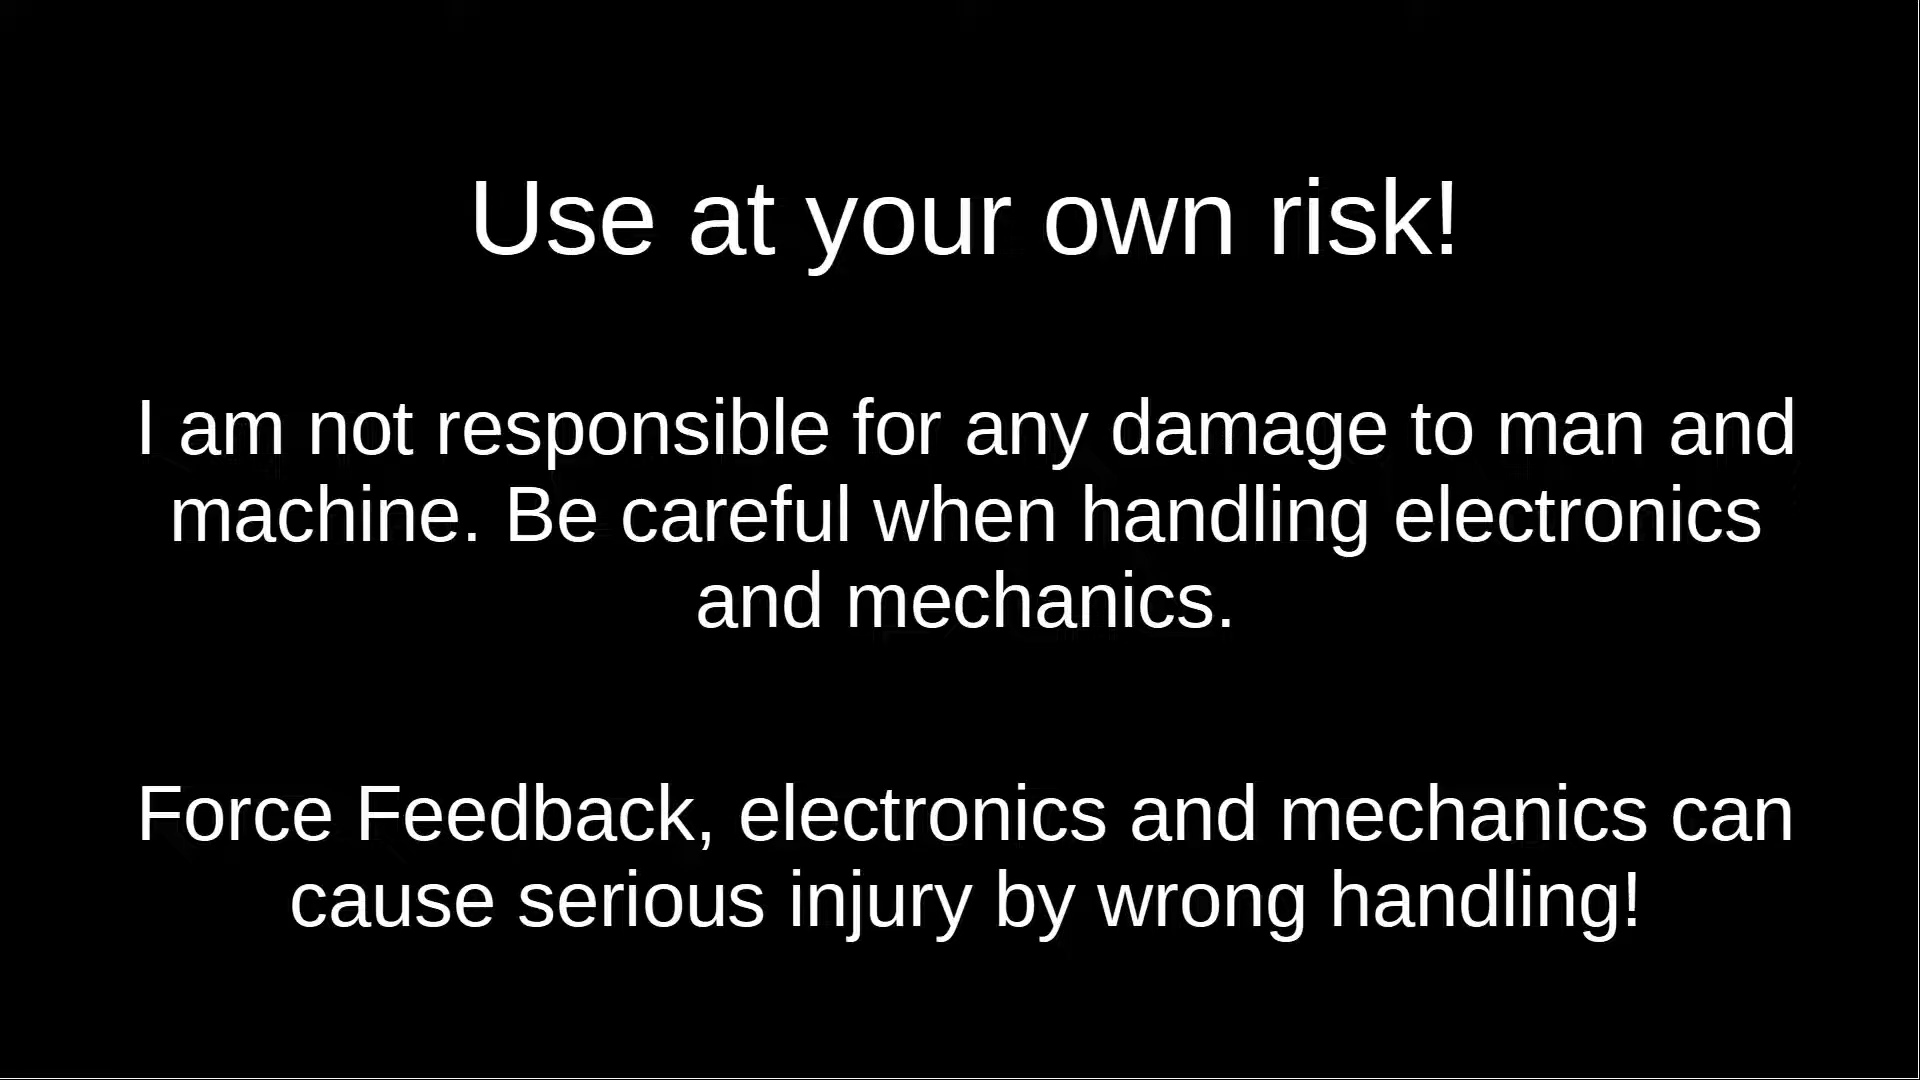 Use at your own risk!
I am not responsible for any damage to man and
machine. Be careful when handling electronics
and mechanics.
Force Feedback, electronics and mechanics can
cause serious injury by wrong handling!